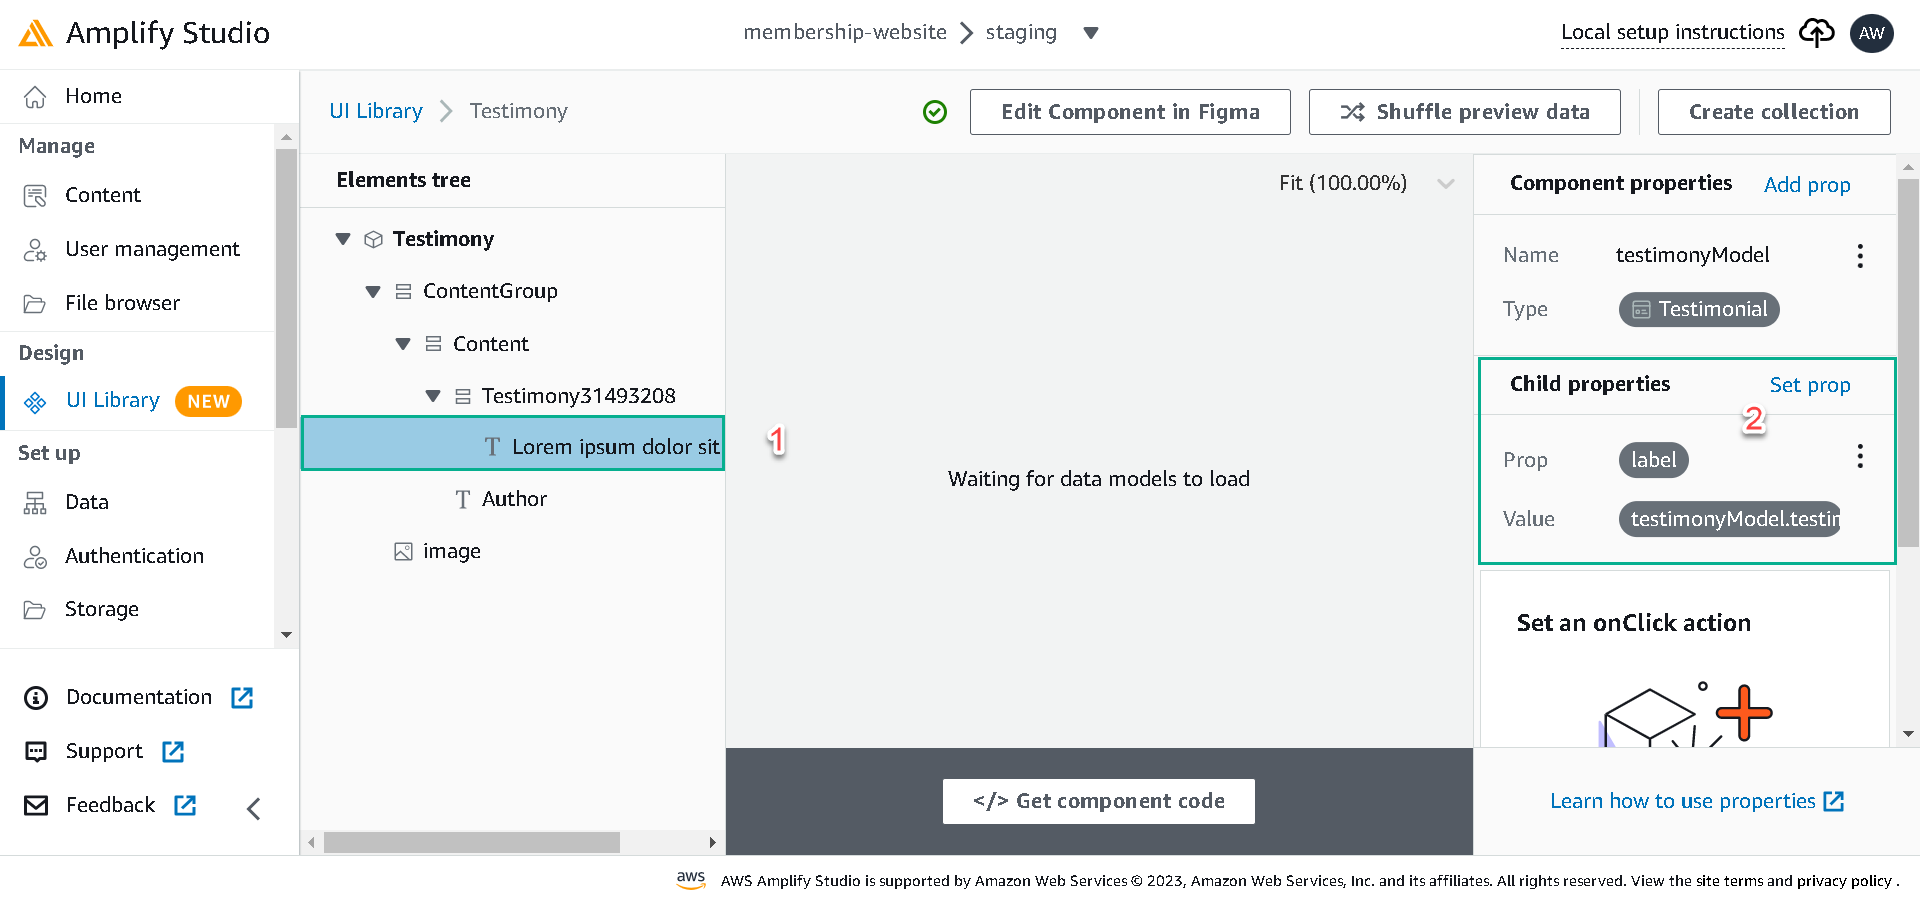 Amplify Studio
membership-website
staging
Local setup instructions
AW
Home
Manage
Content
User management
File browser
Design
UI Library
NEW
Set up
Data
Authentication
Storage
Documentation
Support
Feedback
UI Library
Testimony
Edit Component in Figma
Shuffle preview data
Create collection
Elements tree
Testimony
ContentGroup
Content
Testimony31493208
Lorem ipsum dolor sit
Author
image
1
Fit (100.00%)
Waiting for data models to load
</> Get component code
Component properties
Add prop
Name
testimonyModel
Type
Testimonial
Child properties
Set prop
2
Prop
label
Value
testimonyModel.testin
Set an onClick action
Learn how to use properties
aws
AWS Amplify Studio is supported by Amazon Web Services © 2023, Amazon Web Services, Inc. and its affiliates. All rights reserved. View the site terms and privacy policy .